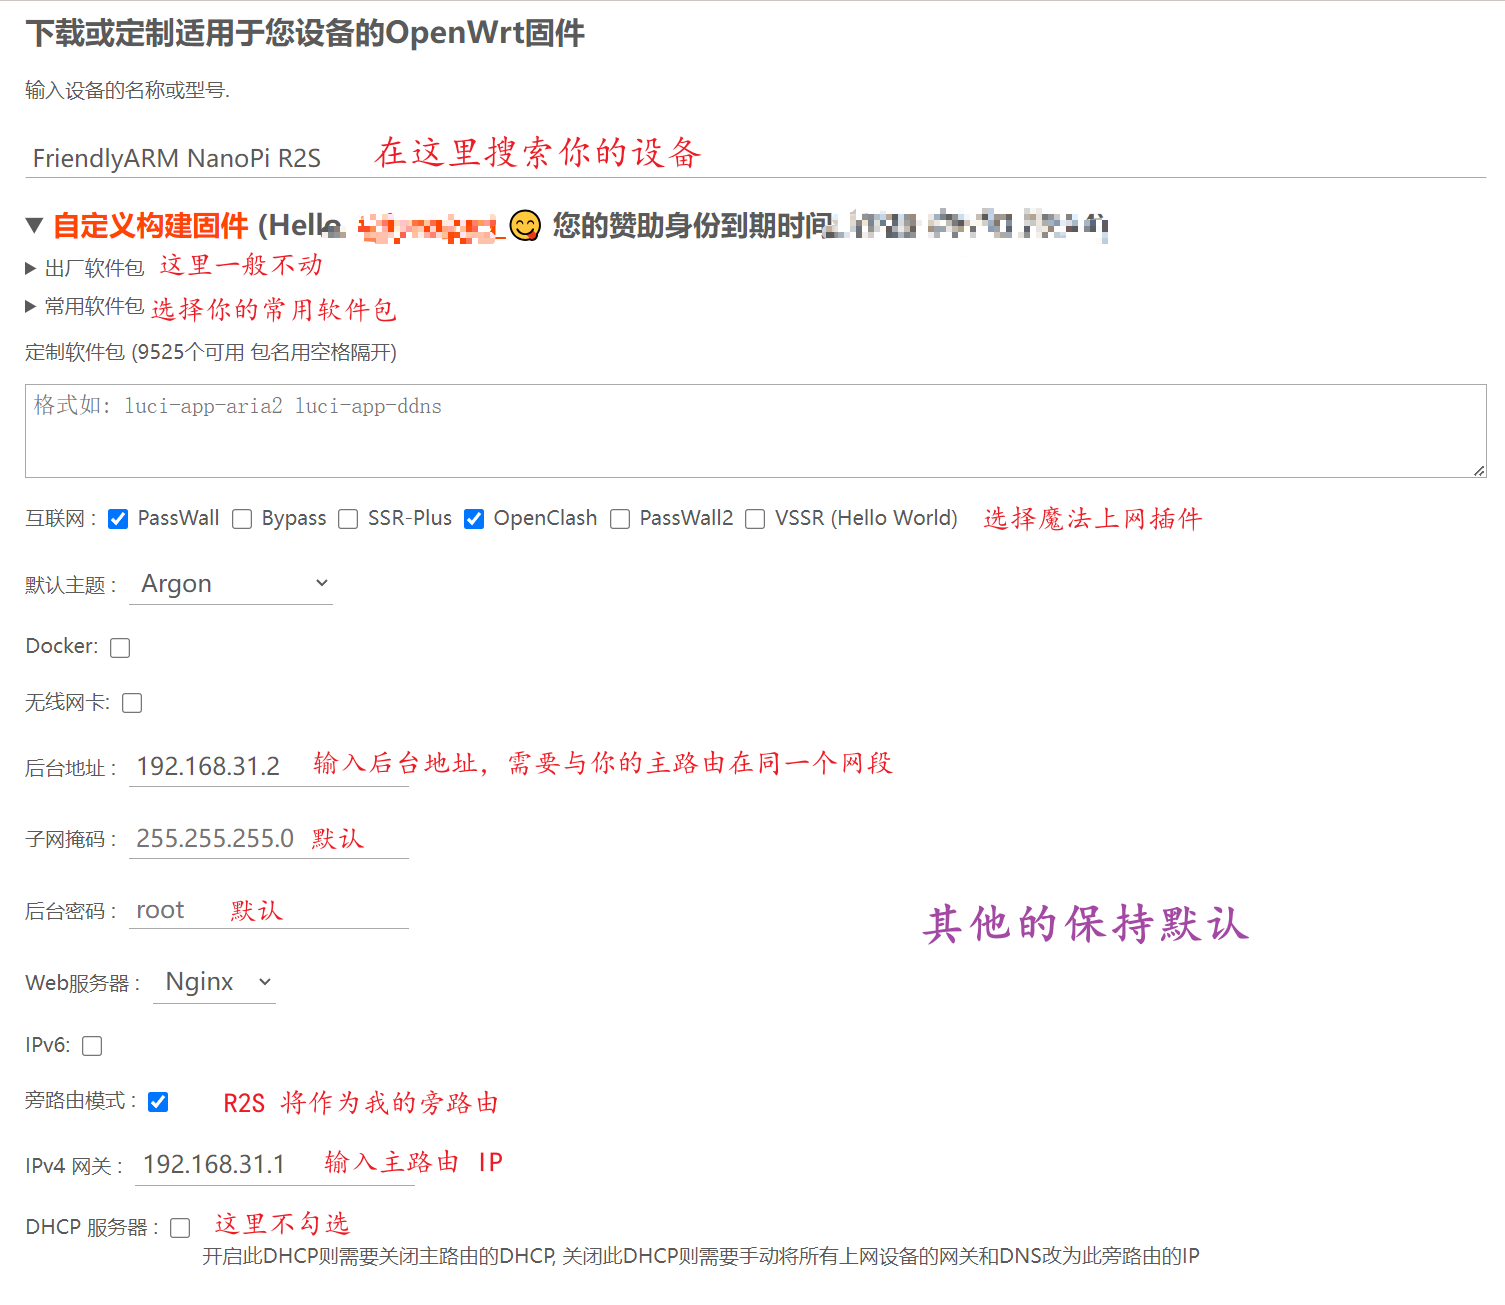 下载或定制适用于您设备的OpenWrt固件
输入设备的名称或型号.
FriendlyARM NanoPi R2S 在这里搜索你的设备
▼ 自定义构建固件 (Hello 😋 您的赞助身份到期时间
▶ 出厂软件包 这里一般不动
▶ 常用软件包 选择你的常用软件包
定制软件包 (9525个可用 包名用空格隔开)
格式如: luci-app-aria2 luci-app-ddns
互联网 : PassWall Bypass SSR-Plus OpenClash PassWall2 VSSR (Hello World) 选择魔法上网插件
默认主题 : Argon
Docker:
无线网卡:
后台地址 : 192.168.31.2 输入后台地址，需要与你的主路由在同一个网段
子网掩码 : 255.255.255.0 默认
后台密码 : root 默认
其他的保持默认
Web服务器 : Nginx
IPv6:
旁路由模式 : R2S 将作为我的旁路由
IPv4 网关 : 192.168.31.1 输入主路由 IP
DHCP 服务器 : 这里不勾选
开启此DHCP则需要关闭主路由的DHCP, 关闭此DHCP则需要手动将所有上网设备的网关和DNS改为此旁路由的IP